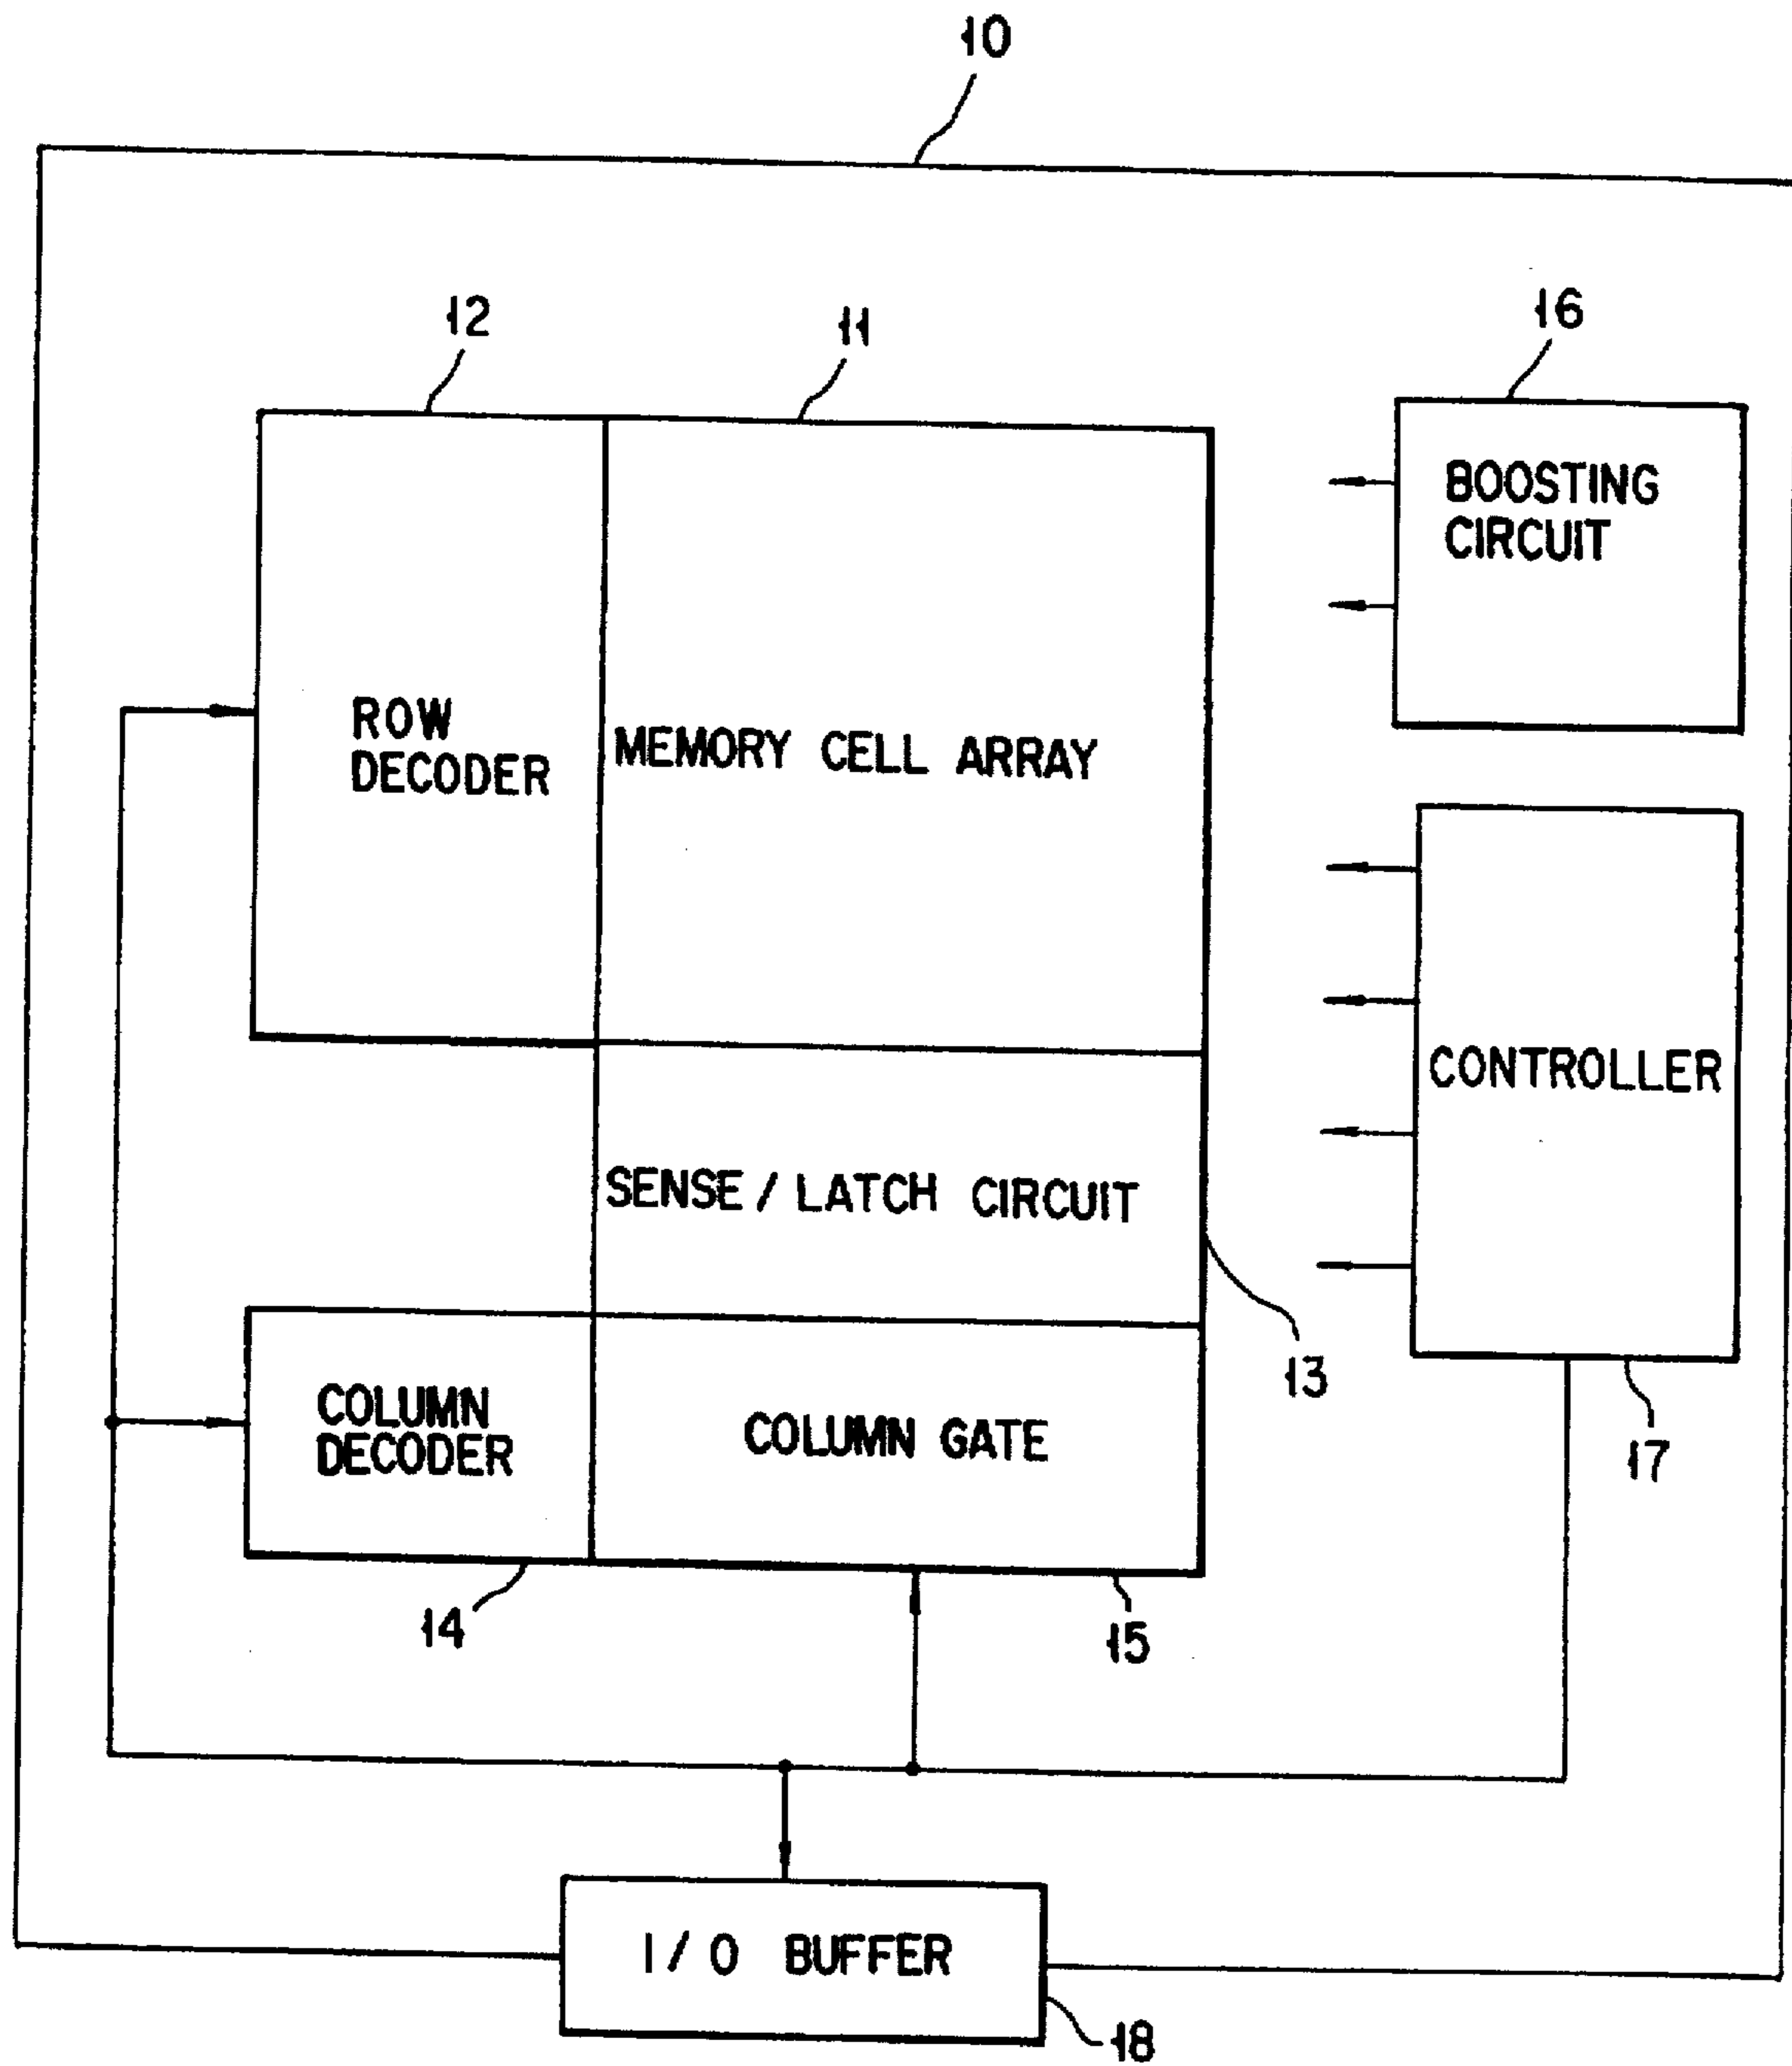 10
12
11
16
BOOSTING
CIRCUIT
ROW
DECODER
MEMORY CELL ARRAY
CONTROLLER
SENSE / LATCH CIRCUIT
13
COLUMN
DECODER
COLUMN GATE
17
14
15
I/O BUFFER
18